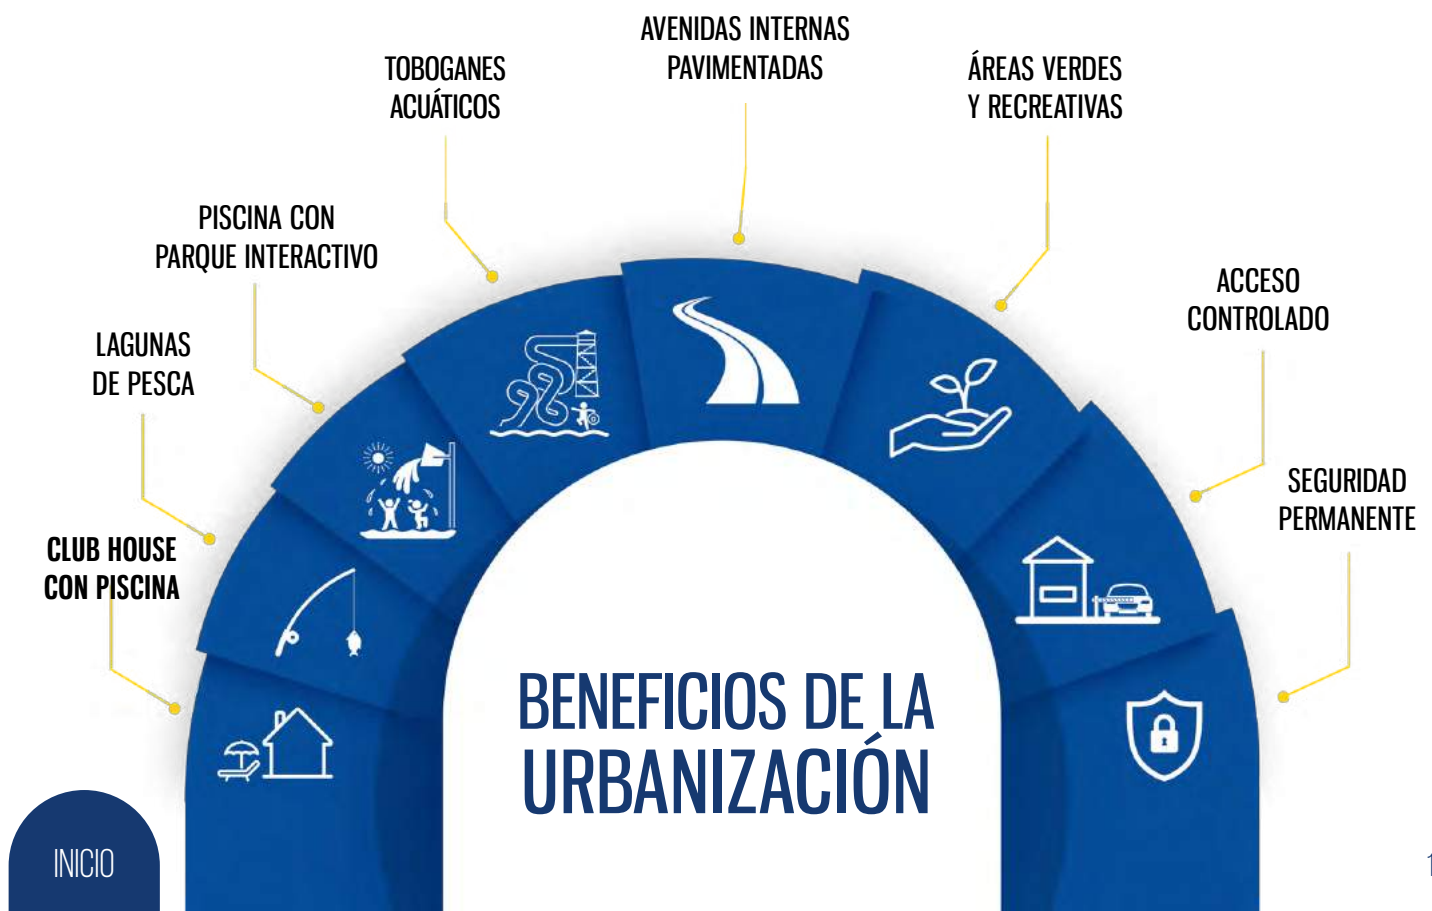 AVENIDAS INTERNAS
PAVIMENTADAS
TOBOGANES
ACUÁTICOS
ÁREAS VERDES
Y RECREATIVAS
PISCINA CON
PARQUE INTERACTIVO
ACCESO
CONTROLADO
LAGUNAS
DE PESCA
SEGURIDAD
PERMANENTE
CLUB HOUSE
CON PISCINA
BENEFICIOS DE LA
URBANIZACIÓN
INICIO